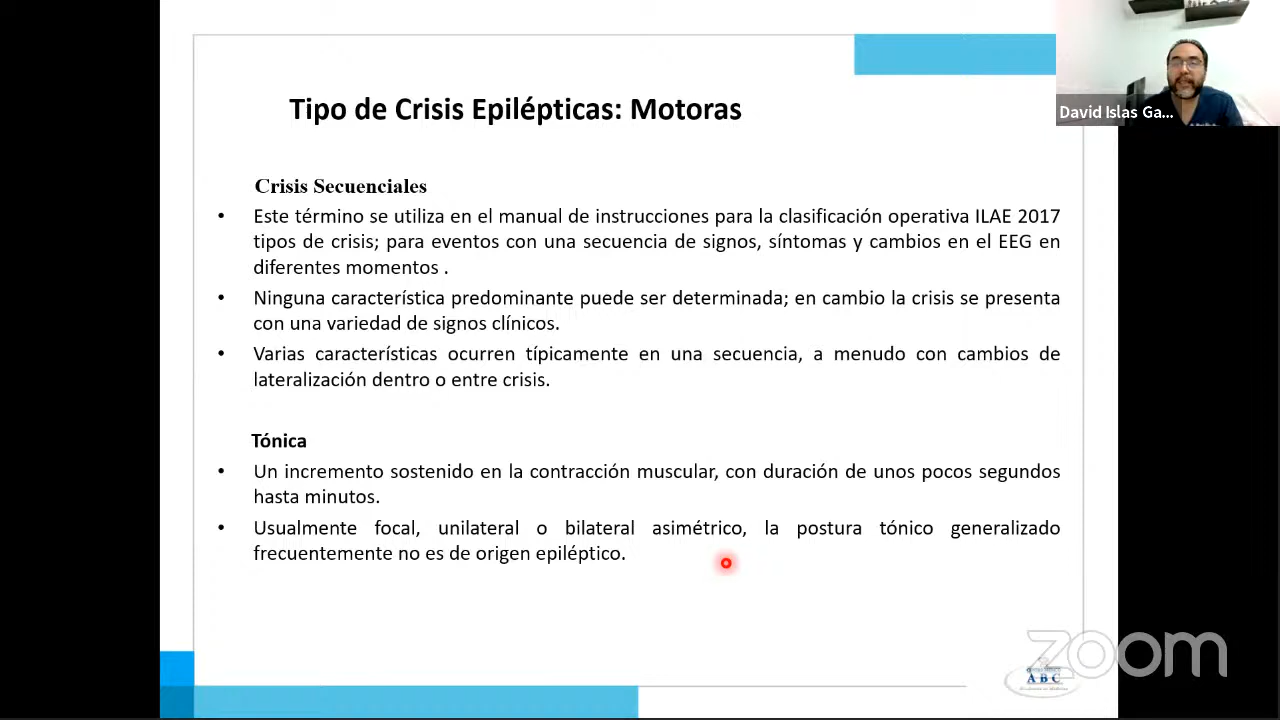 Tipo de Crisis Epilépticas: Motoras
David Islas Ga...
Crisis Secuenciales
• Este término se utiliza en el manual de instrucciones para la clasificación operativa ILAE 2017
tipos de crisis; para eventos con una secuencia de signos, síntomas y cambios en el EEG en
diferentes momentos .
• Ninguna característica predominante puede ser determinada; en cambio la crisis se presenta
con una variedad de signos clínicos.
• Varias características ocurren típicamente en una secuencia, a menudo con cambios de
lateralización dentro o entre crisis.
Tónica
• Un incremento sostenido en la contracción muscular, con duración de unos pocos segundos
hasta minutos.
• Usualmente focal, unilateral o bilateral asimétrico, la postura tónico generalizado
frecuentemente no es de origen epiléptico.
zoom
ABC